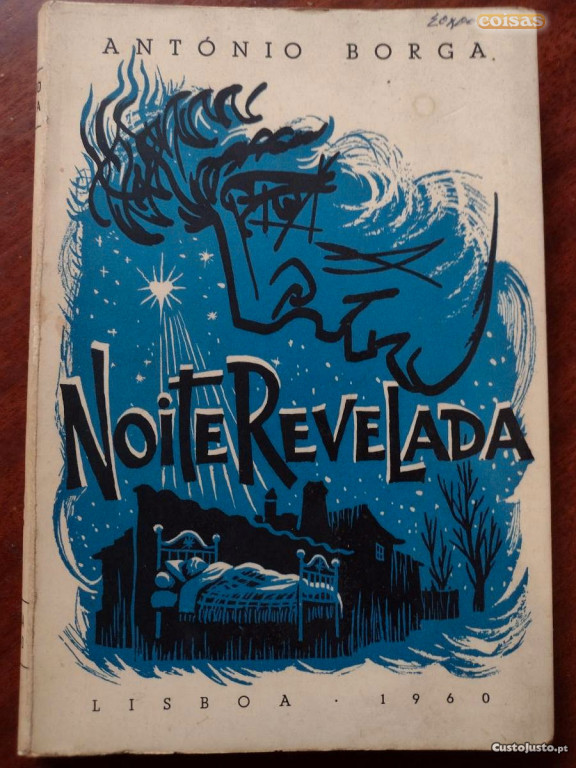 coisas
ANTÓNIO BORGA
NOITE REVELADA
LISBOA · 1960
CustoJusto.pt